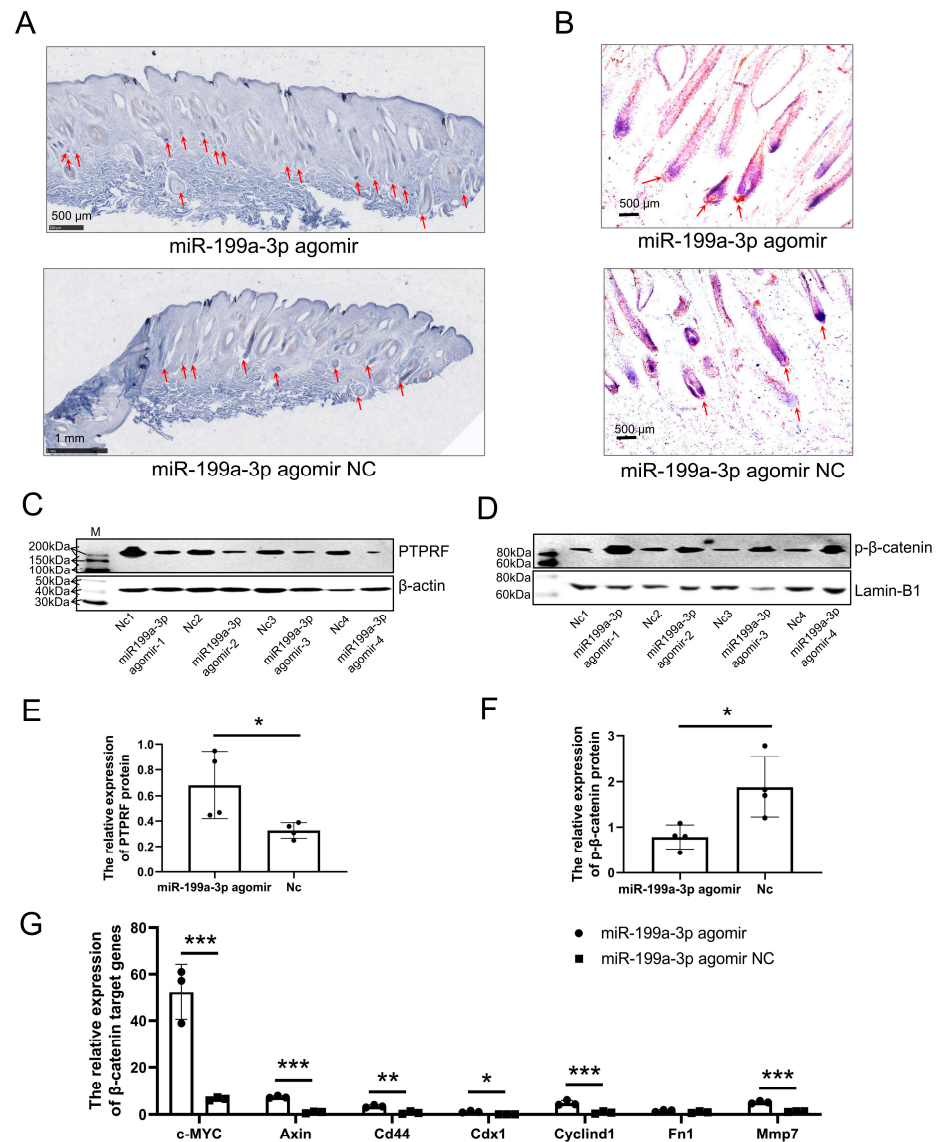 A
B
500 µm
miR-199a-3p agomir
500 µm
miR-199a-3p agomir
1 mm
miR-199a-3p agomir NC
500 µm
miR-199a-3p agomir NC
C
M
200kDa
150kDa
100kDa
50kDa
40kDa
30kDa
PTPRF
β-actin
Nc1
miR199a-3p
agomir-1
Nc2
miR199a-3p
agomir-2
Nc3
miR199a-3p
agomir-3
Nc4
miR199a-3p
agomir-4
D
80kDa
60kDa
80kDa
60kDa
p-β-catenin
Lamin-B1
Nc1
miR199a-3p
agomir-1
Nc2
miR199a-3p
agomir-2
Nc3
miR199a-3p
agomir-3
Nc4
miR199a-3p
agomir-4
E
The relative expression
of PTPRF protein
1.0
0.8
0.6
0.4
0.2
0.0
*
miR-199a-3p agomir
Nc
F
The relative expression
of p-β-catenin protein
3
2
1
0
*
miR-199a-3p agomir
Nc
G
The relative expression
of β-catenin target genes
80
60
40
20
0
***
***
**
*
***
***
miR-199a-3p agomir
miR-199a-3p agomir NC
c-MYC
Axin
Cd44
Cdx1
Cyclind1
Fn1
Mmp7